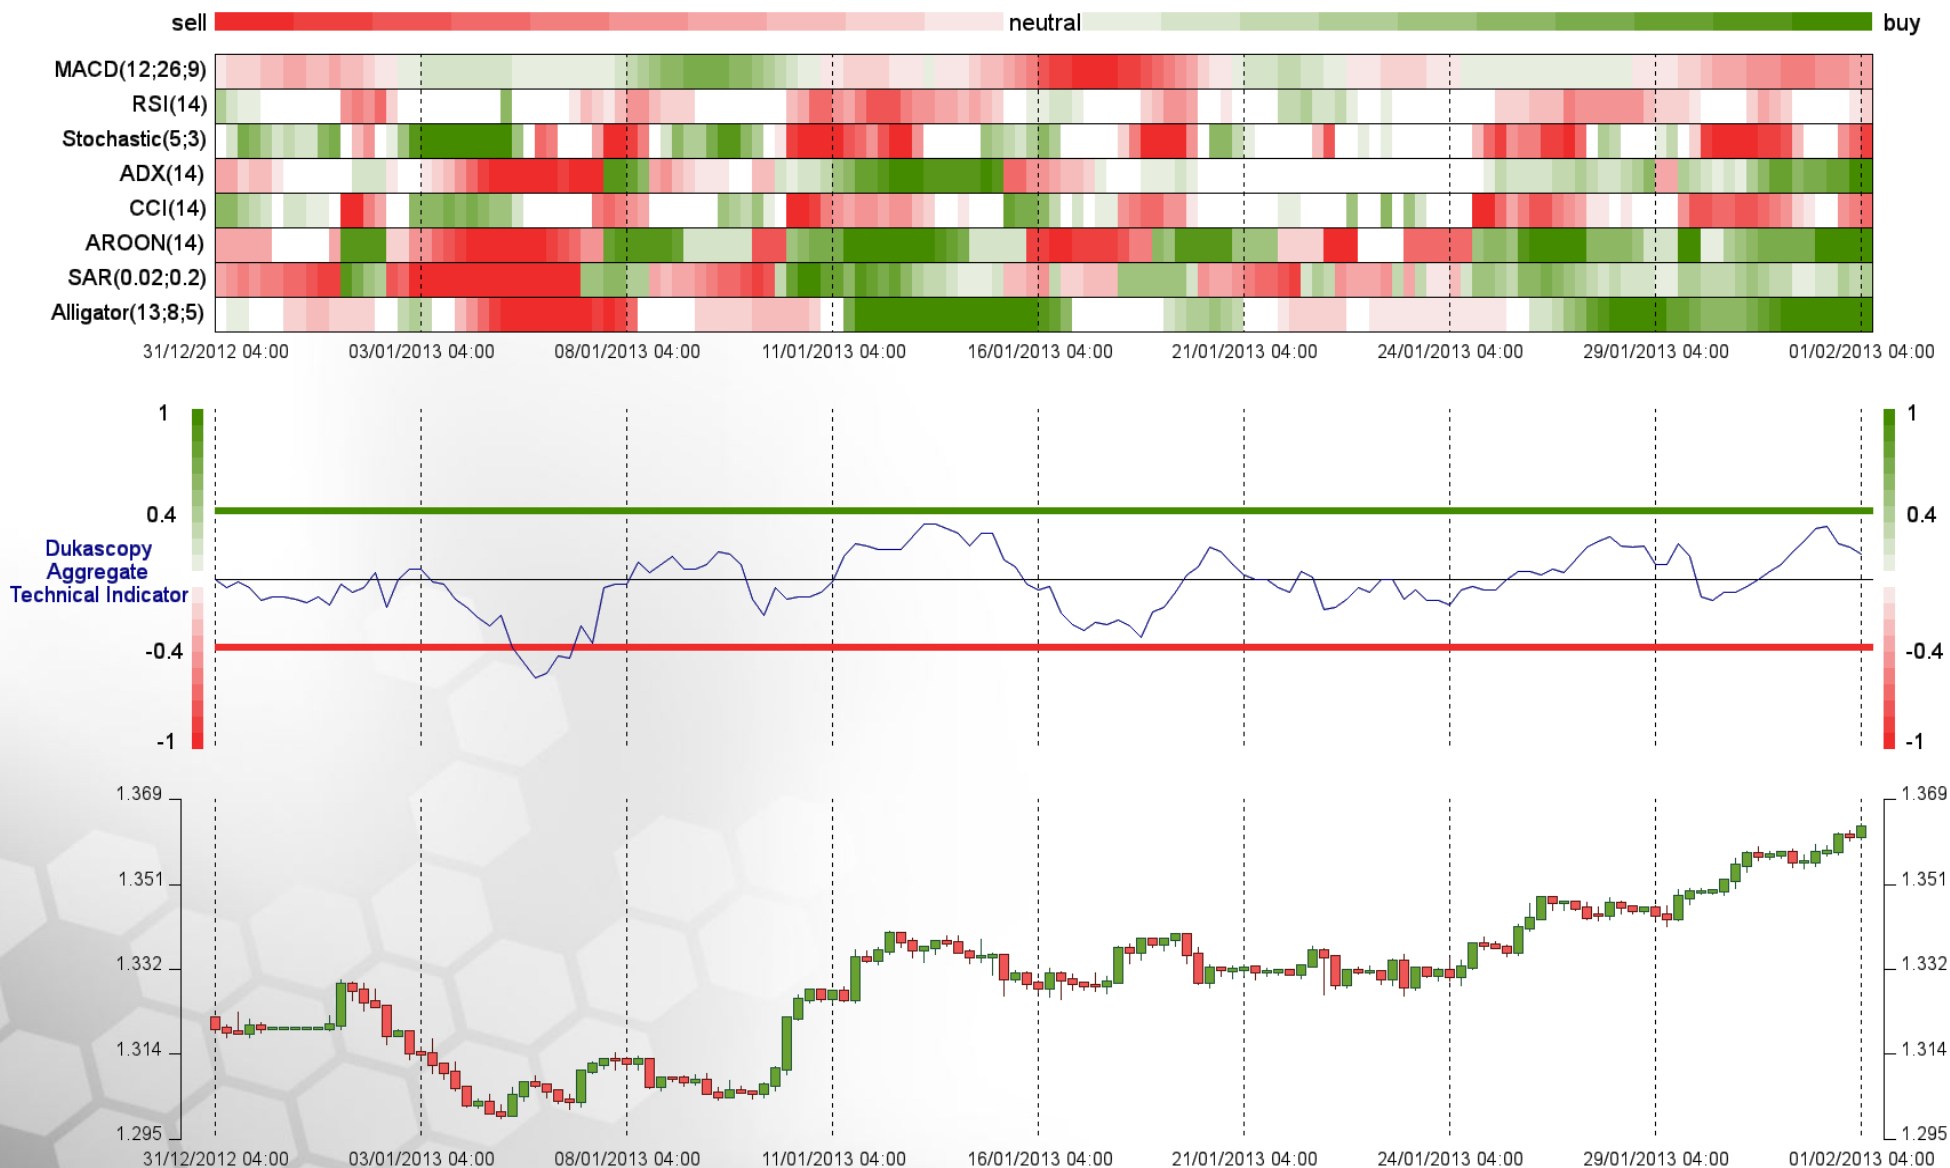 sell neutral buy
MACD(12;26;9)
RSI(14)
Stochastic(5;3)
ADX(14)
CCI(14)
AROON(14)
SAR(0.02;0.2)
Alligator(13;8;5)
31/12/2012 04:00 03/01/2013 04:00 08/01/2013 04:00 11/01/2013 04:00 16/01/2013 04:00 21/01/2013 04:00 24/01/2013 04:00 29/01/2013 04:00 01/02/2013 04:00
1 1
0.4 0.4
Dukascopy
Aggregate
Technical Indicator
-0.4 -0.4
-1 -1
1.369 1.369
1.351 1.351
1.332 1.332
1.314 1.314
1.295 1.295
31/12/2012 04:00 03/01/2013 04:00 08/01/2013 04:00 11/01/2013 04:00 16/01/2013 04:00 21/01/2013 04:00 24/01/2013 04:00 29/01/2013 04:00 01/02/2013 04:00